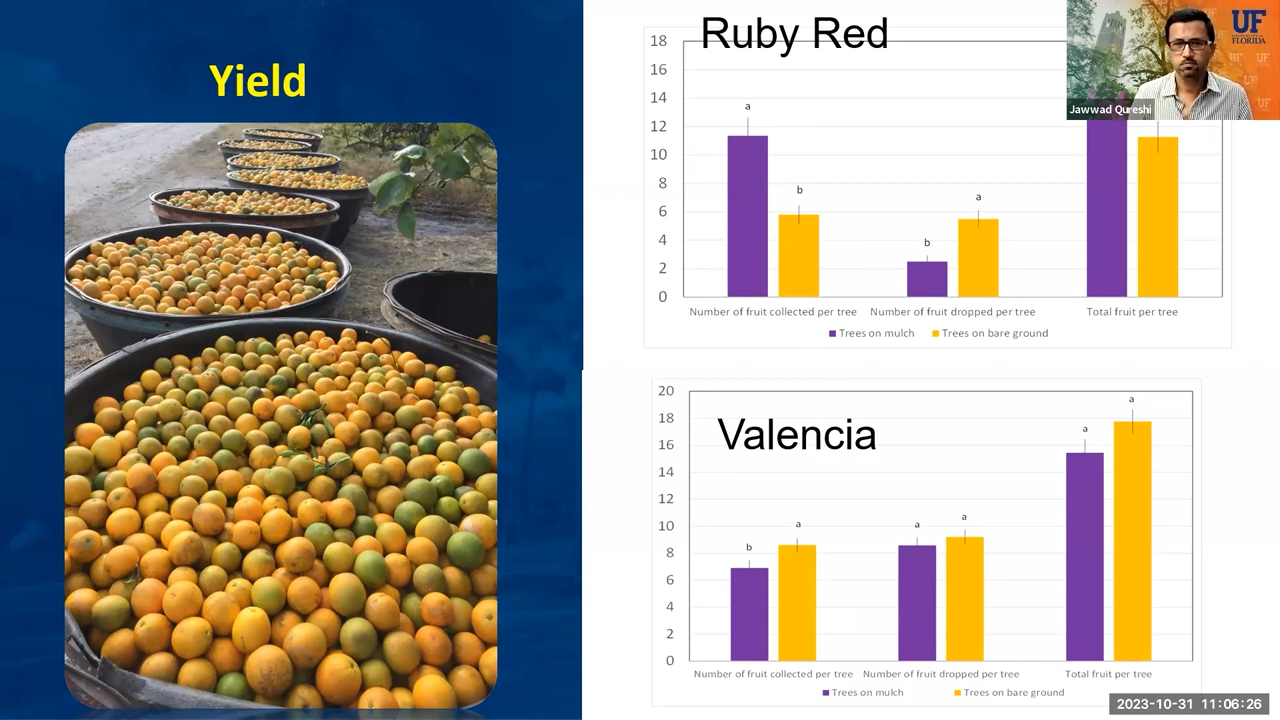 Yield
Ruby Red
18
16
14
12
10
8
6
4
2
0
a
b
b
a
Number of fruit collected per tree
Number of fruit dropped per tree
Total fruit per tree
Trees on mulch
Trees on bare ground
UF
UNIVERSITY of
FLORIDA
UF
UF
Jawwad Qureshi
Valencia
20
18
16
14
12
10
8
6
4
2
0
b
a
a
a
a
a
Number of fruit collected per tree
Number of fruit dropped per tree
Total fruit per tree
Trees on mulch
Trees on bare ground
2023-10-31 11:06:26